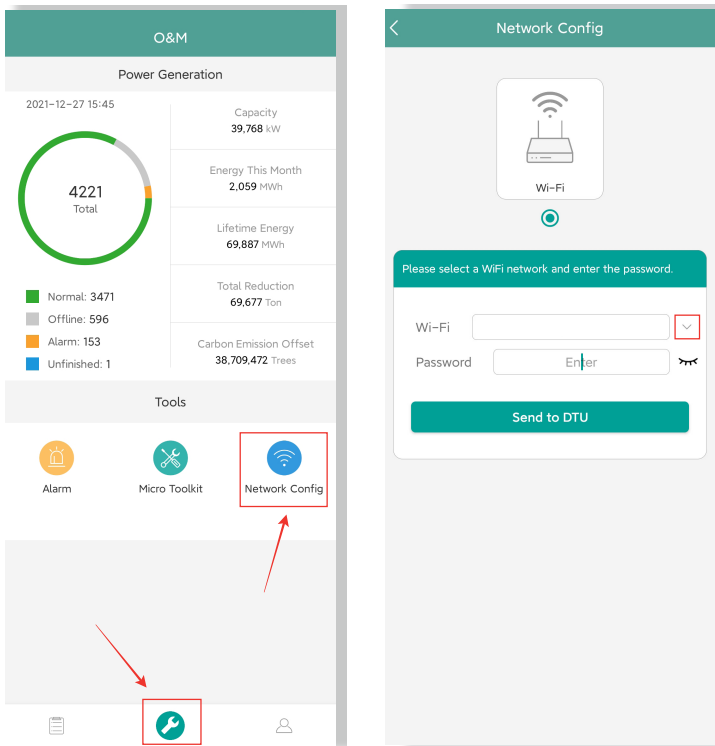 O&M
Power Generation
2021-12-27 15:45
4221
Total
Normal: 3471
Offline: 596
Alarm: 153
Unfinished: 1
Capacity
39,768 kW
Energy This Month
2,059 MWh
Lifetime Energy
69,887 MWh
Total Reduction
69,677 Ton
Carbon Emission Offset
38,709,472 Trees
Tools
Alarm
Micro Toolkit
Network Config
Network Config
Wi-Fi
Please select a WiFi network and enter the password.
Wi-Fi
Password
Enter
Send to DTU